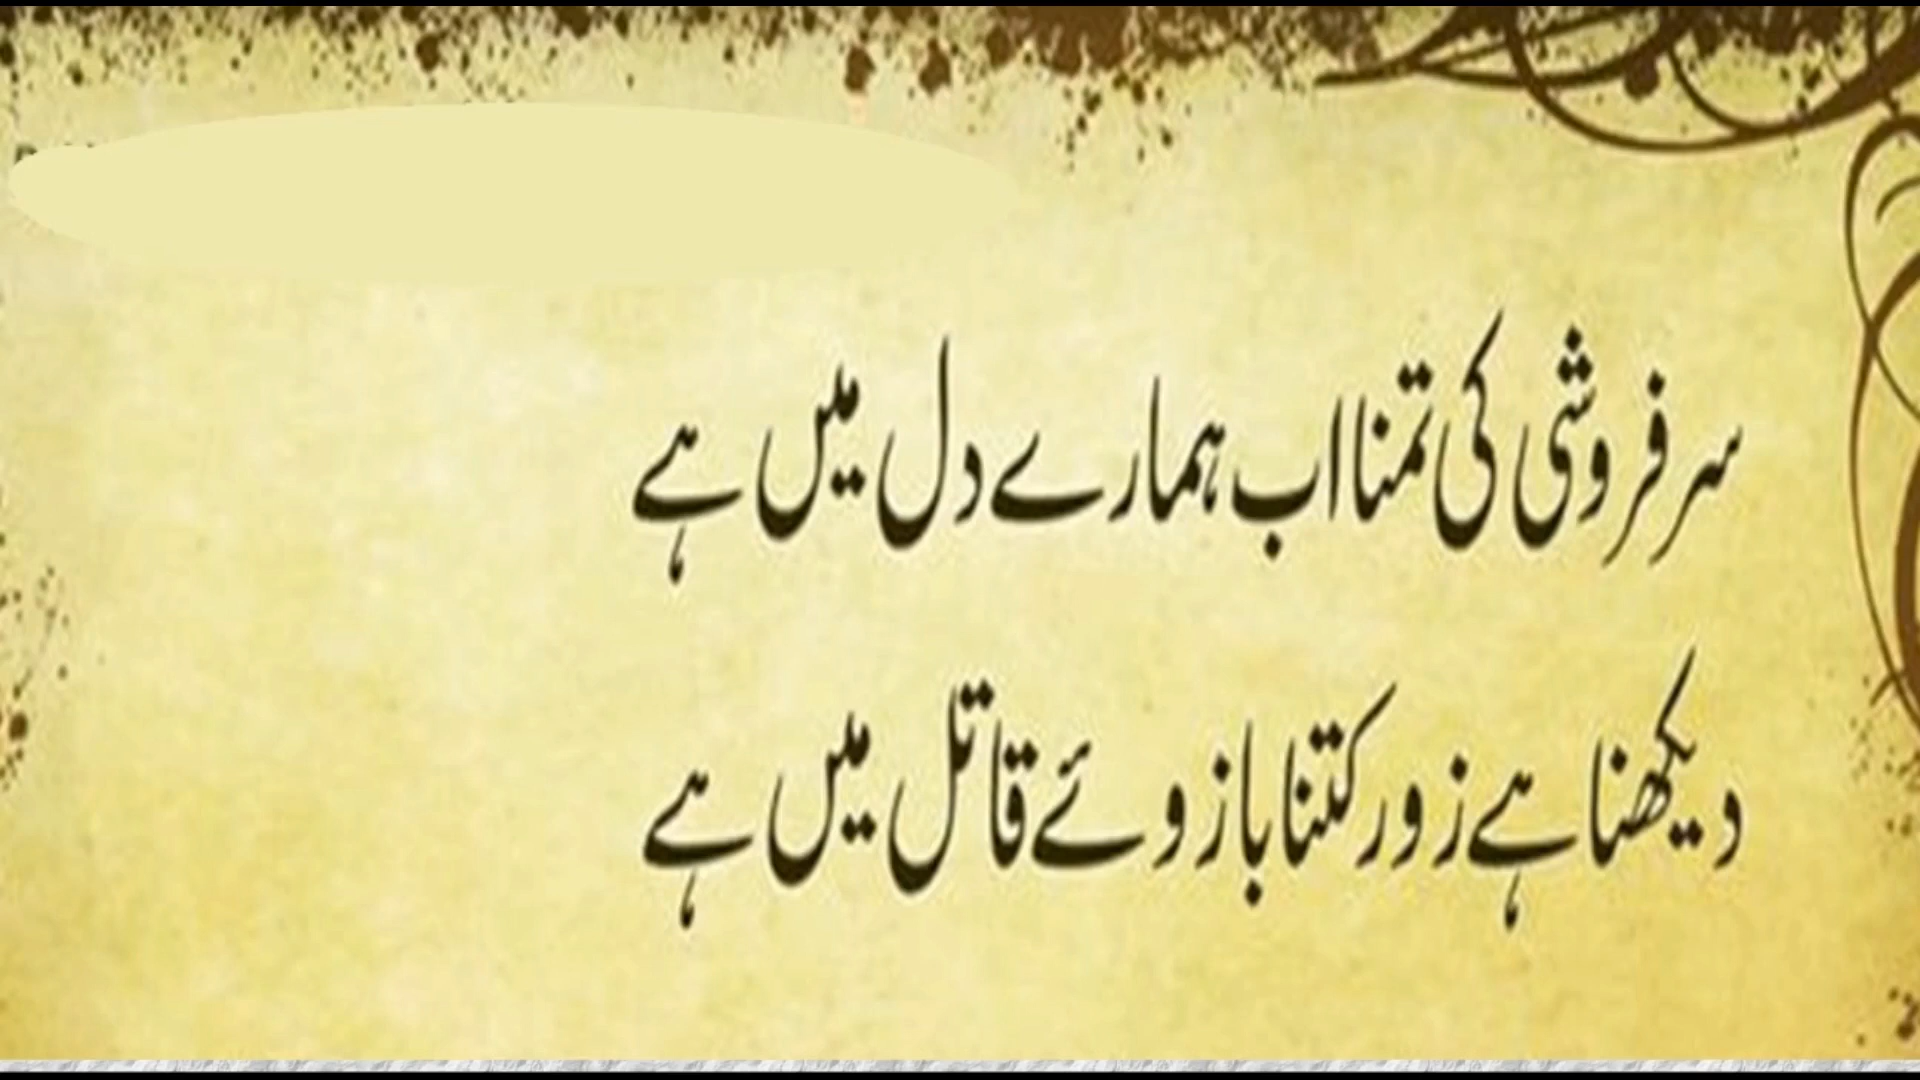 سرفروشی کی تمنا اب ہمارے دل میں ہے
دیکھنا ہے زور کتنا بازوئے قاتل میں ہے